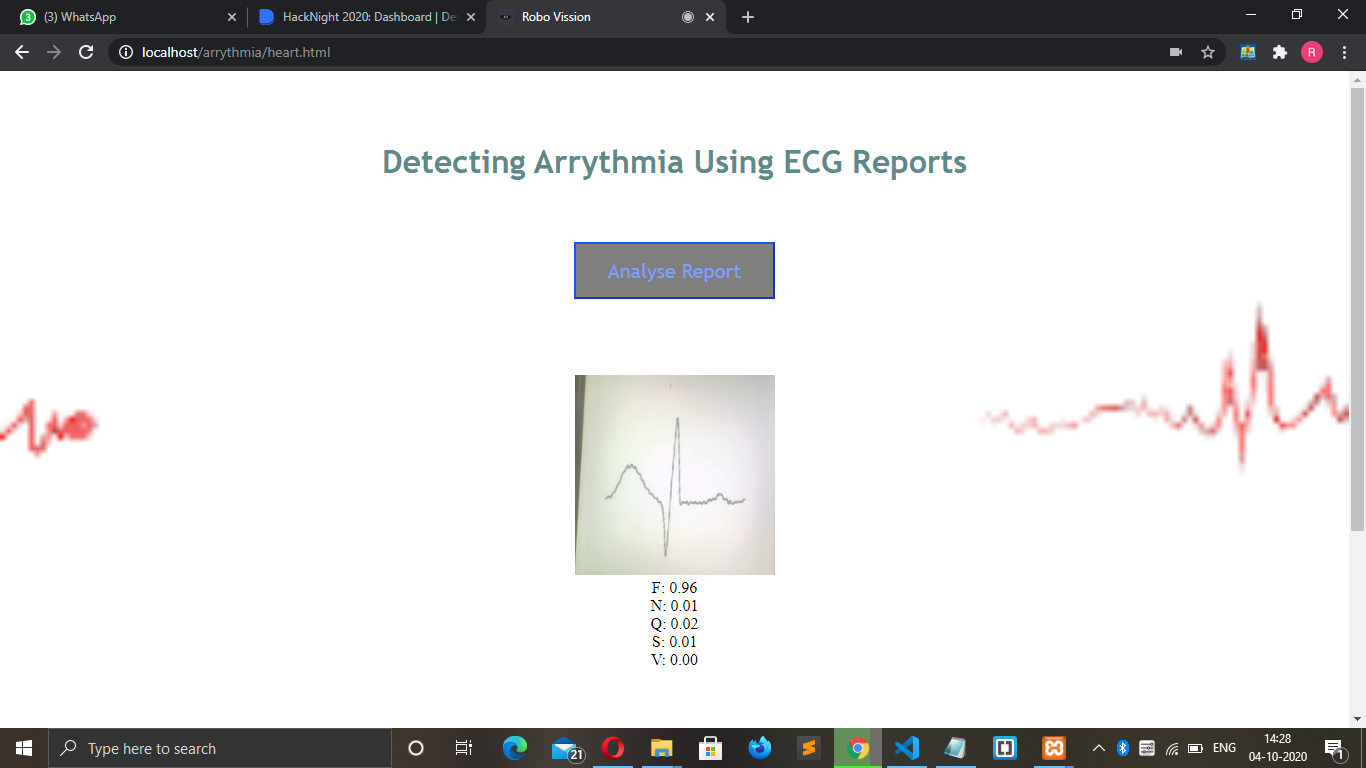 (3) WhatsApp
HackNight 2020: Dashboard | De
Robo Vission
localhost/arrythmia/heart.html
R
Detecting Arrythmia Using ECG Reports
Analyse Report
F: 0.96
N: 0.01
Q: 0.02
S: 0.01
V: 0.00
Type here to search
21
ENG
14:28
04-10-2020
1